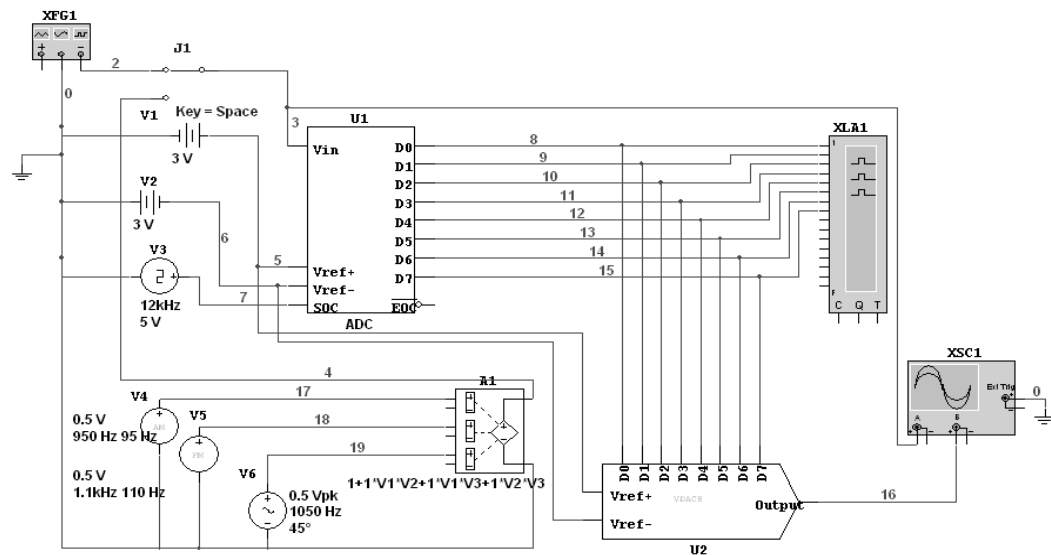 XFG1
J1
2
0
Key = Space
V1
3 V
3
U1
Vin
D0
D1
D2
D3
D4
D5
D6
D7
Vref+
Vref-
SOC
EOC
ADC
V2
3 V
6
5
V3
12kHz
5 V
7
8
9
10
11
12
13
14
15
XLA1
1
F
C Q T
XSC1
Ext Trig
A
B
0
4
A1
17
V4
0.5 V
950 Hz 95 Hz
AM
V5
18
FM
0.5 V
1.1kHz 110 Hz
19
V6
0.5 Vpk
1050 Hz
45°
1+1*V1*V2+1*V1*V3+1*V2*V3
D0 D1 D2 D3 D4 D5 D6 D7
Vref+
Vref-
VDAC8
Output
16
U2